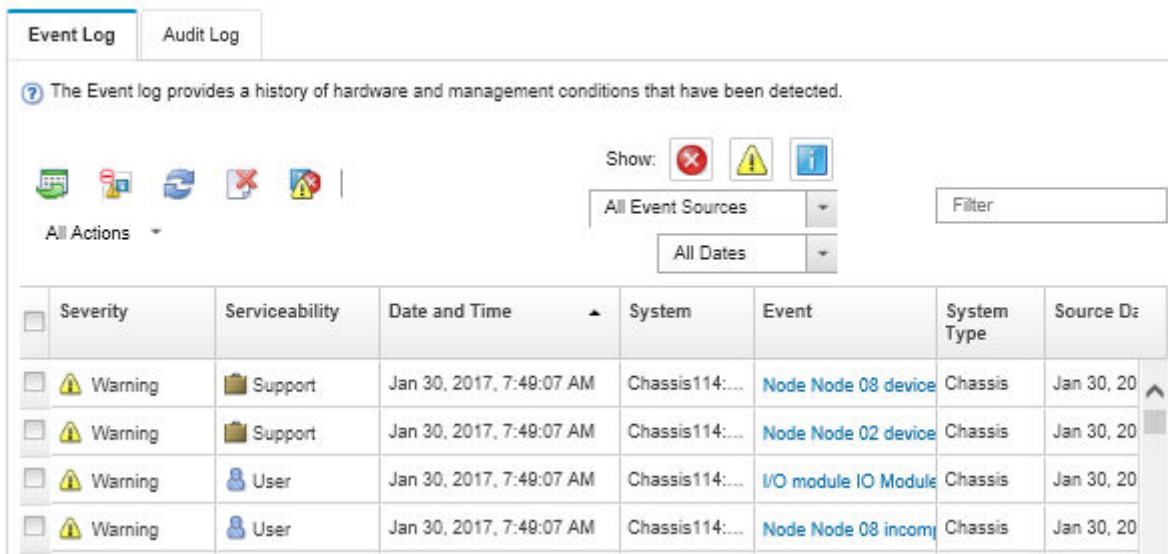 Event Log Audit Log
The Event log provides a history of hardware and management conditions that have been detected.
Show:
All Event Sources Filter
All Actions
All Dates
Severity Serviceability Date and Time System Event System Type Source Da
Warning Support Jan 30, 2017, 7:49:07 AM Chassis114:... Node Node 08 device Chassis Jan 30, 20
Warning Support Jan 30, 2017, 7:49:07 AM Chassis114:... Node Node 02 device Chassis Jan 30, 20
Warning User Jan 30, 2017, 7:49:07 AM Chassis114:... I/O module IO Module Chassis Jan 30, 20
Warning User Jan 30, 2017, 7:49:07 AM Chassis114:... Node Node 08 incomp Chassis Jan 30, 20